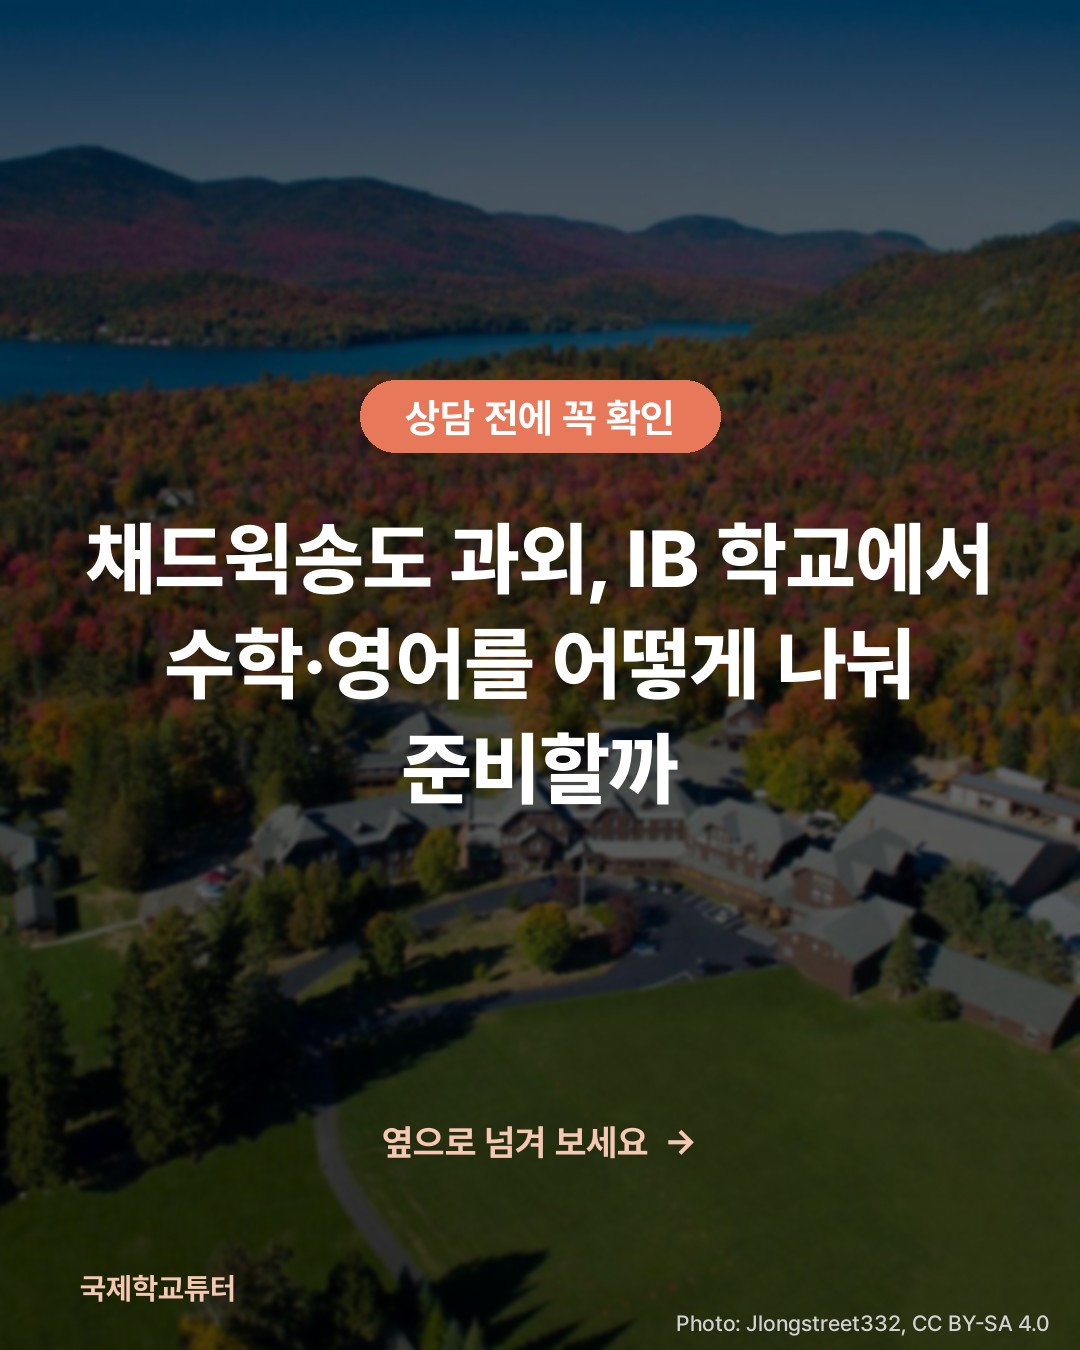 상담 전에 꼭 확인
채드윅송도 과외, IB 학교에서
수학·영어를 어떻게 나눠
준비할까
옆으로 넘겨 보세요 →
국제학교튜터
Photo: Jlongstreet332, CC BY-SA 4.0